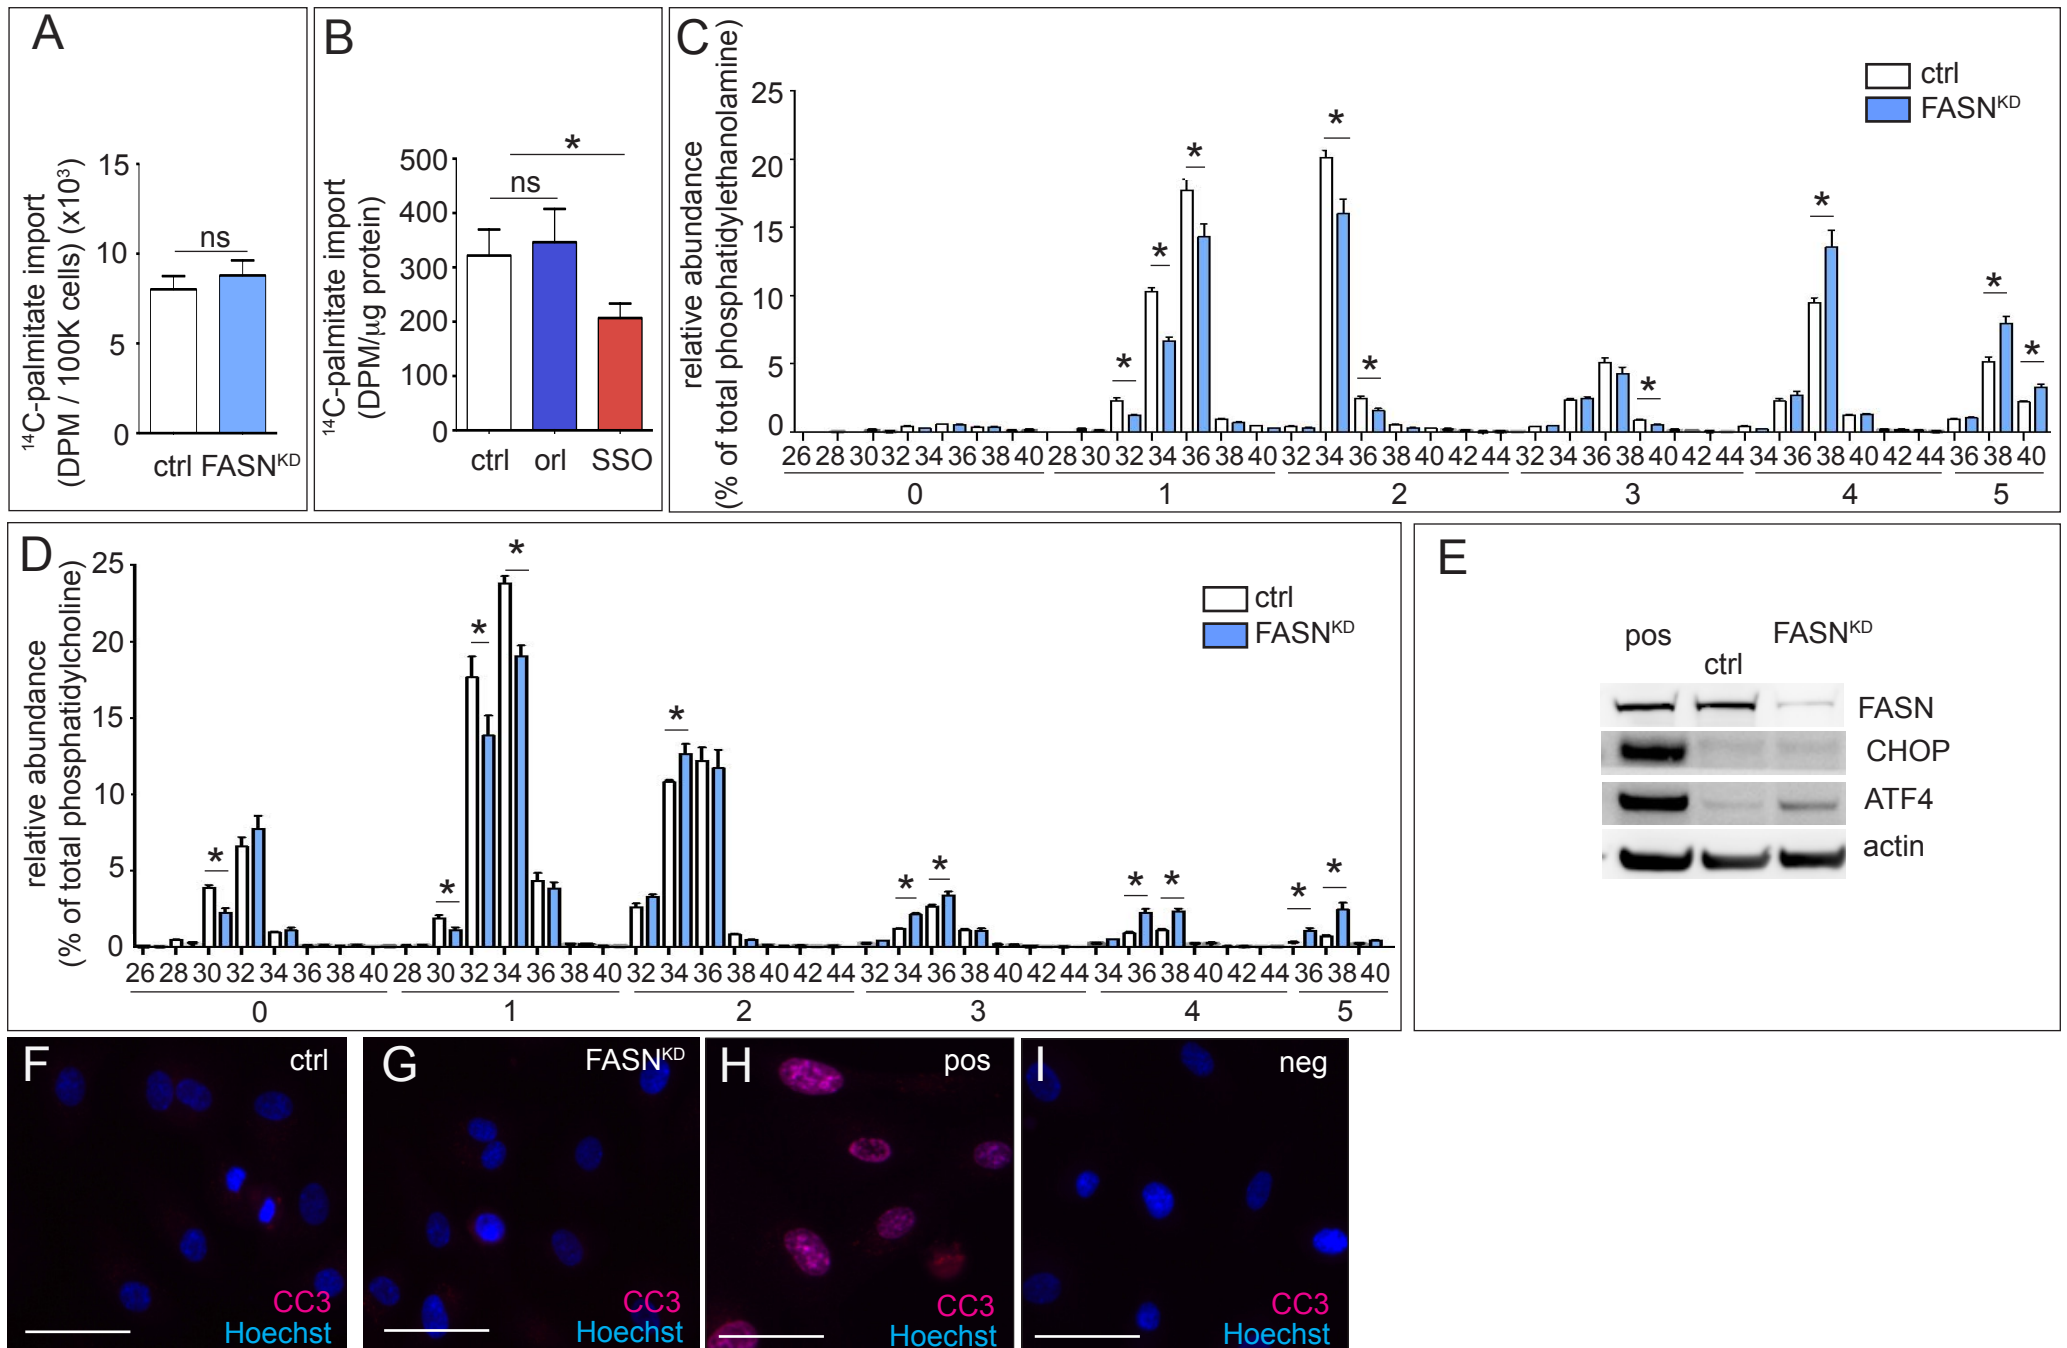 A
¹⁴C-palmitate import
(DPM / 100K cells) (x10³)
15
10
5
0
ns
ctrl FASNᴷᴰ
B
¹⁴C-palmitate import
(DPM/µg protein)
500
400
300
200
100
0
ns
*
ctrl orl SSO
C
relative abundance
(% of total phosphatidylethanolamine)
25
20
15
10
5
0
ctrl
FASNᴷᴰ
* * * * * * * * *
26 28 30 32 34 36 38 40 28 30 32 34 36 38 40 32 34 36 38 40 42 44 32 34 36 38 40 42 44 34 36 38 40 42 44 36 38 40
0 1 2 3 4 5
D
relative abundance
(% of total phosphatidylcholine)
25
20
15
10
5
0
ctrl
FASNᴷᴰ
* * * * * * * * * * *
26 28 30 32 34 36 38 40 28 30 32 34 36 38 40 32 34 36 38 40 42 44 32 34 36 38 40 42 44 34 36 38 40 42 44 36 38 40
0 1 2 3 4 5
E
pos ctrl FASNᴷᴰ
FASN
CHOP
ATF4
actin
F ctrl
CC3
Hoechst
G FASNᴷᴰ
CC3
Hoechst
H pos
CC3
Hoechst
I neg
CC3
Hoechst